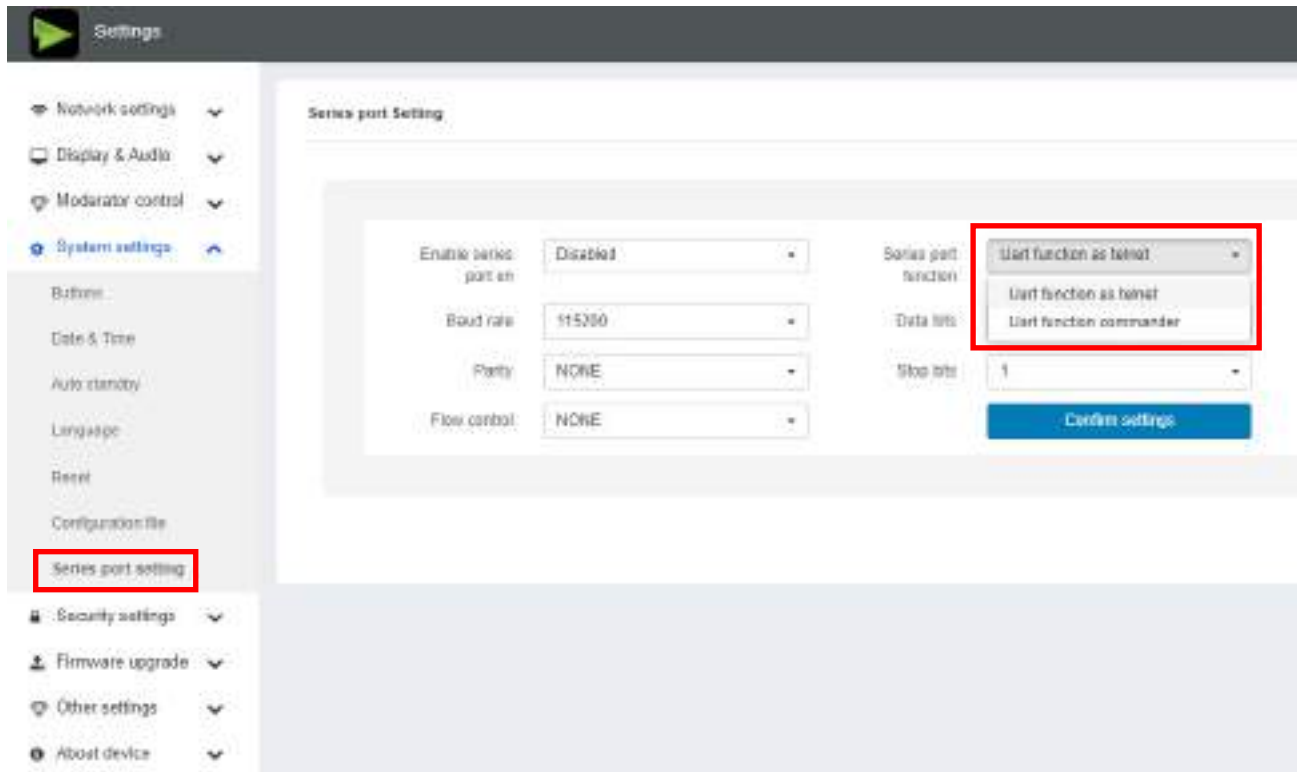 Settings
Network settings
Display & Audio
Moderator control
System settings
Buttons
Date & Time
Auto standby
Language
Reset
Configuration file
Series port setting
Security settings
Firmware upgrade
Other settings
About device
Series port Setting
Enable series
port en
Disabled
Series port
function
Uart function as telnet
Uart function as telnet
Uart function commander
Baud rate
115200
Data bits
Parity
NONE
Stop bits
1
Flow control
NONE
Confirm settings